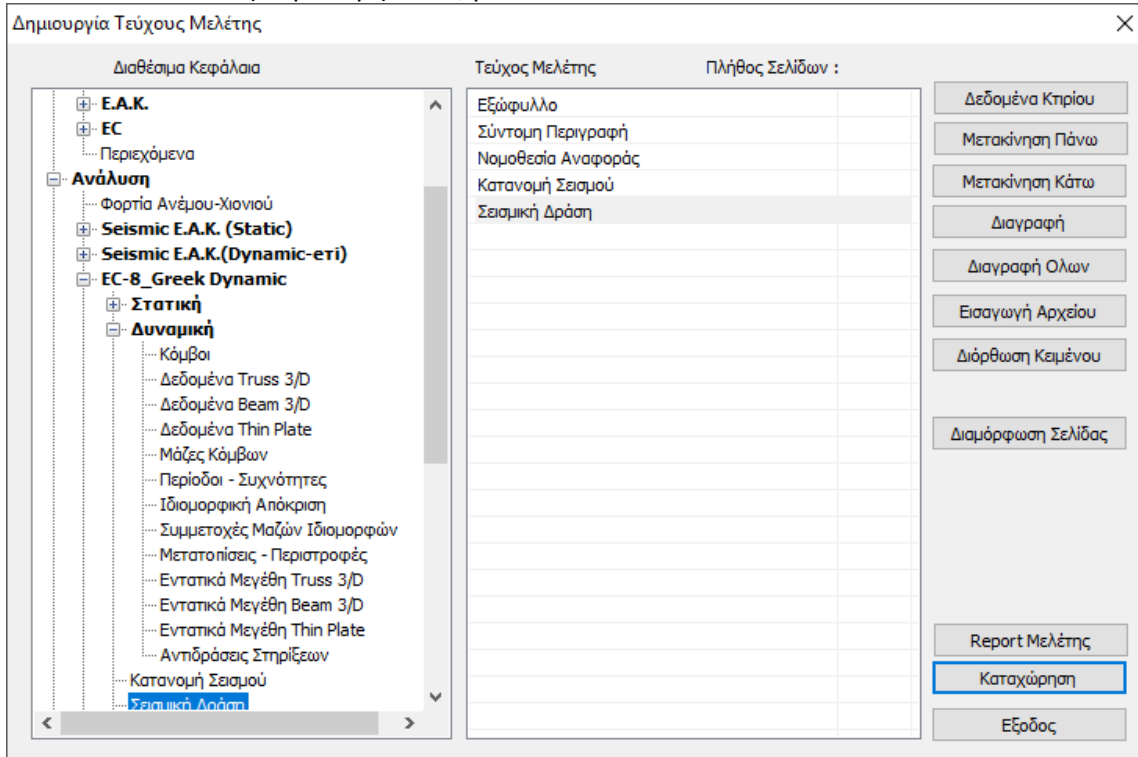 Δημιουργία Τεύχους Μελέτης
Διαθέσιμα Κεφάλαια
Ε.Α.Κ.
EC
Περιεχόμενα
Ανάλυση
Φορτία Ανέμου-Χιονιού
Seismic E.A.K. (Static)
Seismic E.A.K.(Dynamic-ετί)
EC-8_Greek Dynamic
Στατική
Δυναμική
Κόμβοι
Δεδομένα Truss 3/D
Δεδομένα Beam 3/D
Δεδομένα Thin Plate
Μάζες Κόμβων
Περίοδοι - Συχνότητες
Ιδιομορφική Απόκριση
Συμμετοχές Μαζών Ιδιομορφών
Μετατοπίσεις - Περιστροφές
Εντατικά Μεγέθη Truss 3/D
Εντατικά Μεγέθη Beam 3/D
Εντατικά Μεγέθη Thin Plate
Αντιδράσεις Στηρίξεων
Κατανομή Σεισμού
Σεισμική Δράση
Τεύχος Μελέτης Πλήθος Σελίδων :
Εξώφυλλο
Σύντομη Περιγραφή
Νομοθεσία Αναφοράς
Κατανομή Σεισμού
Σεισμική Δράση
Δεδομένα Κτιρίου
Μετακίνηση Πάνω
Μετακίνηση Κάτω
Διαγραφή
Διαγραφή Ολων
Εισαγωγή Αρχείου
Διόρθωση Κειμένου
Διαμόρφωση Σελίδας
Report Μελέτης
Καταχώρηση
Εξοδος